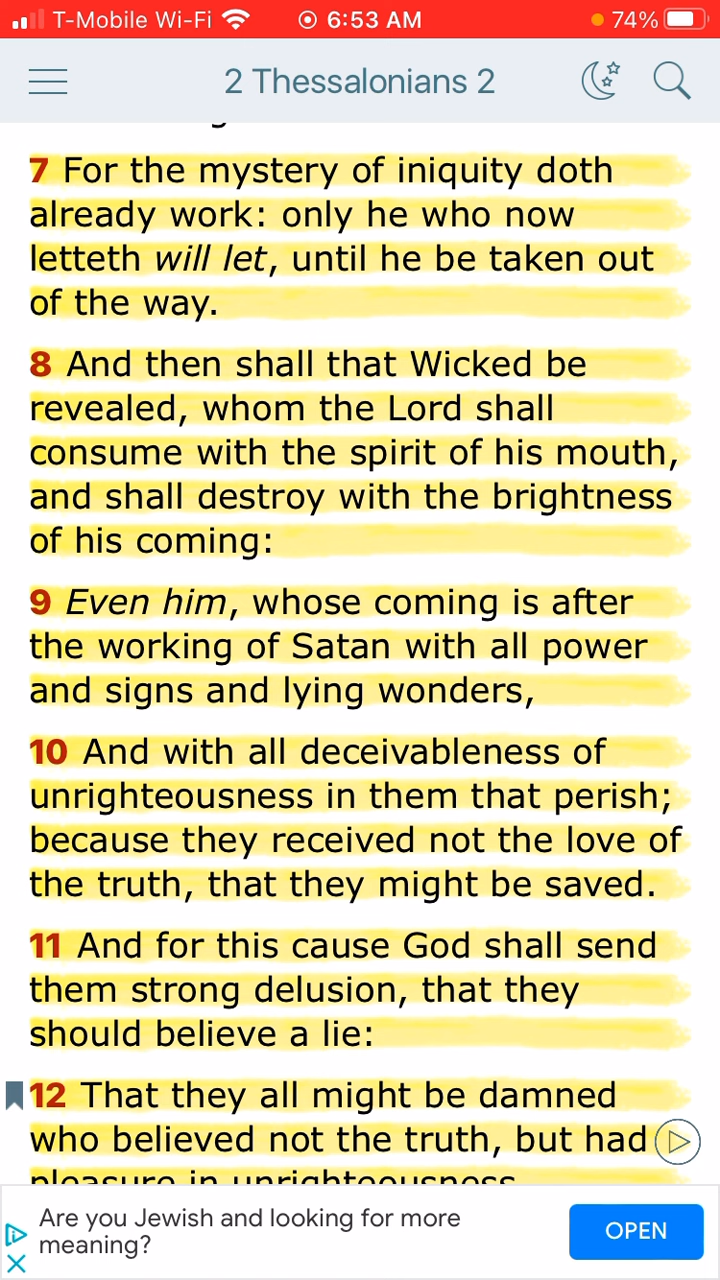 T-Mobile Wi-Fi 6:53 AM 74%
2 Thessalonians 2
7 For the mystery of iniquity doth
already work: only he who now
letteth will let, until he be taken out
of the way.
8 And then shall that Wicked be
revealed, whom the Lord shall
consume with the spirit of his mouth,
and shall destroy with the brightness
of his coming:
9 Even him, whose coming is after
the working of Satan with all power
and signs and lying wonders,
10 And with all deceivableness of
unrighteousness in them that perish;
because they received not the love of
the truth, that they might be saved.
11 And for this cause God shall send
them strong delusion, that they
should believe a lie:
12 That they all might be damned
who believed not the truth, but had
pleasure in unrighteousness
Are you Jewish and looking for more
meaning?
OPEN